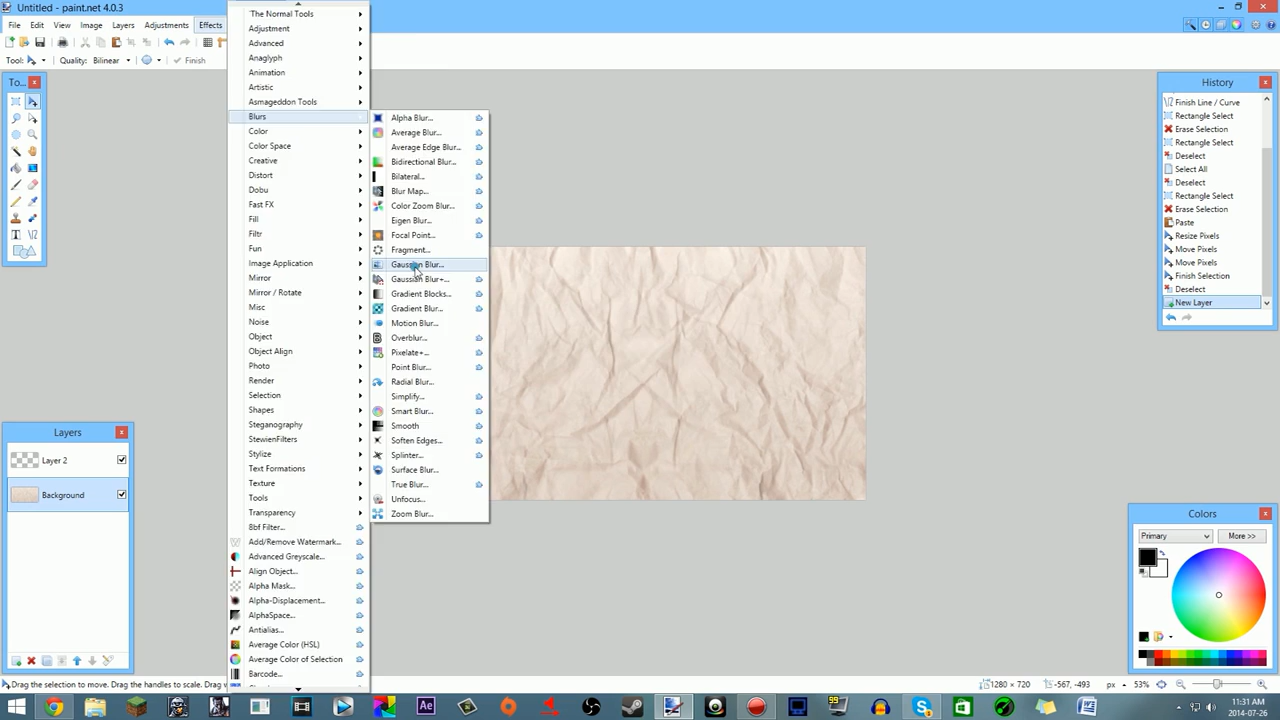 Untitled - paint.net 4.0.3
File Edit View Image Layers Adjustments Effects
Tool: Quality: Bilinear Finish
To...
'The Normal Tools
Adjustment
Advanced
Anaglyph
Animation
Artistic
Asmageddon Tools
Blurs
Color
Color Space
Creative
Distort
Dobu
Fast FX
Fill
Filtr
Fun
Image Application
Mirror
Mirror / Rotate
Misc
Noise
Object
Object Align
Photo
Render
Selection
Shapes
Steganography
StewienFilters
Stylize
Text Formations
Texture
Tools
Transparency
8bf Filter...
Add/Remove Watermark...
Advanced Greyscale...
Align Object...
Alpha Mask...
Alpha-Displacement...
AlphaSpace...
Antialias...
Average Color (HSL)
Average Color of Selection
Barcode...
Alpha Blur...
Average Blur...
Average Edge Blur...
Bidirectional Blur...
Bilateral...
Blur Map...
Color Zoom Blur...
Eigen Blur...
Focal Point...
Fragment...
Gaussian Blur...
Gaussian Blur+...
Gradient Blocks...
Gradient Blur...
Motion Blur...
Overblur...
Pixelate+...
Point Blur...
Radial Blur...
Simplify...
Smart Blur...
Smooth
Soften Edges...
Splinter...
Surface Blur...
True Blur...
Unfocus...
Zoom Blur...
History
Finish Line / Curve
Rectangle Select
Erase Selection
Rectangle Select
Deselect
Select All
Deselect
Rectangle Select
Erase Selection
Paste
Resize Pixels
Move Pixels
Move Pixels
Finish Selection
Deselect
New Layer
Layers
Layer 2
Background
Colors
Primary More >>
Drag the selection to move. Drag the handles to scale. Drag
1280 × 720 -567, -493 px 53%
11:31 AM
2014-07-26